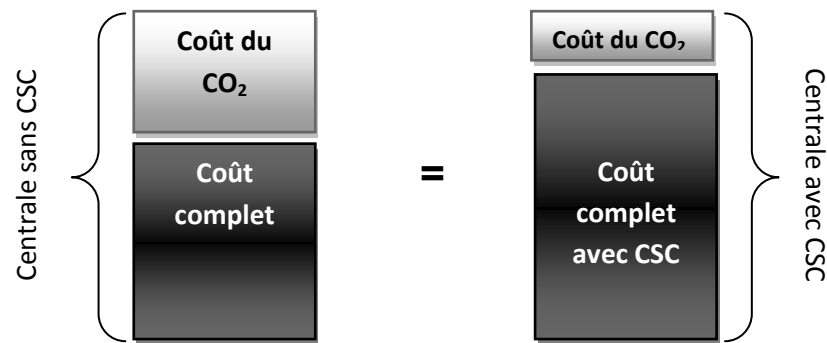 Centrale sans CSC
Coût du
CO₂
Coût
complet
=
Coût du CO₂
Coût
complet
avec CSC
Centrale avec CSC